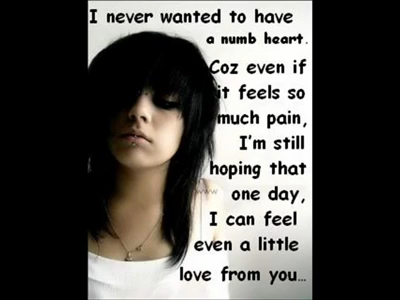 I never wanted to have
a numb heart.
Coz even if
it feels so
much pain,
I'm still
hoping that
one day,
I can feel
even a little
love from you...